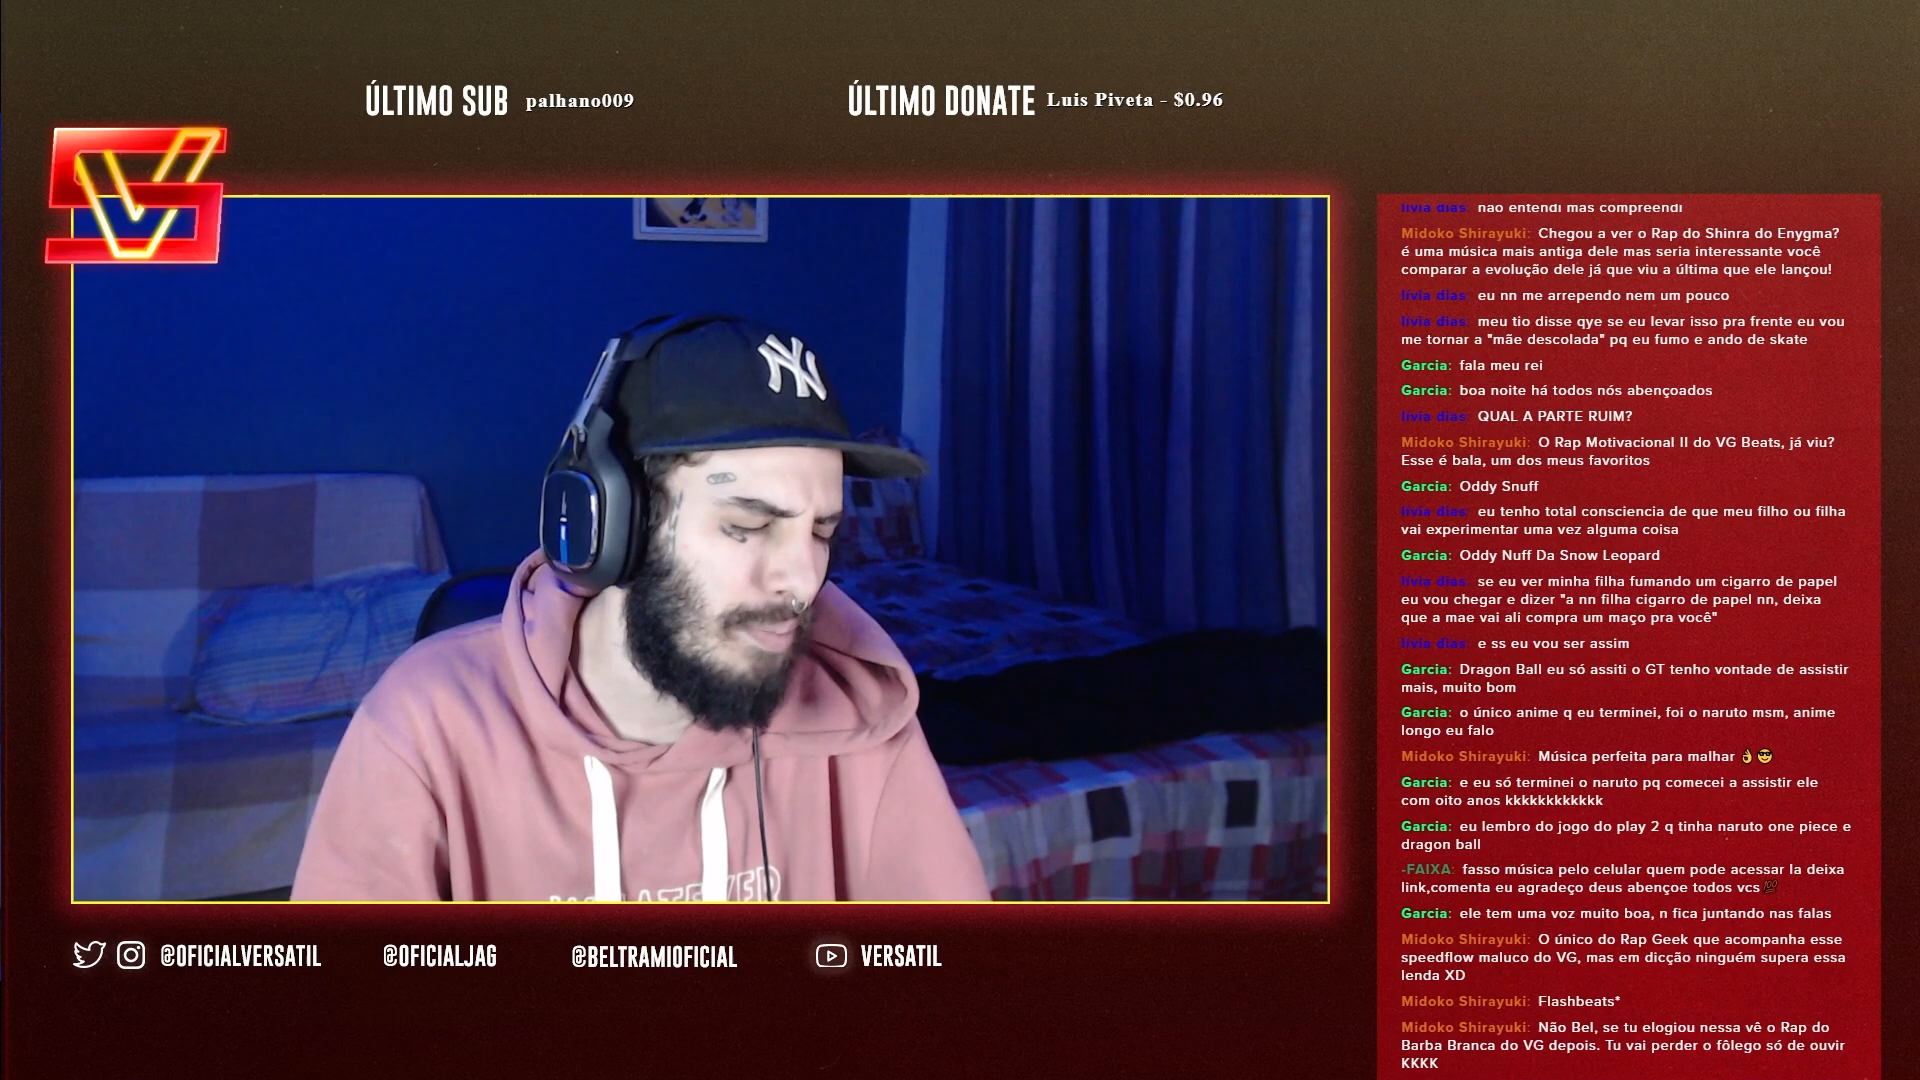 ÚLTIMO SUB palhano009
ÚLTIMO DONATE Luis Piveta - $0.96
SV
NY
@OFICIALVERSATIL
@OFICIALJAG
@BELTRAMIOFICIAL
VERSATIL
lívia dias: não entendi mas compreendi
Midoko Shirayuki: Chegou a ver o Rap do Shinra do Enygma?
é uma música mais antiga dele mas seria interessante você
comparar a evolução dele já que viu a última que ele lançou!
lívia dias: eu nn me arrependo nem um pouco
lívia dias: meu tio disse qye se eu levar isso pra frente eu vou
me tornar a "mãe descolada" pq eu fumo e ando de skate
Garcia: fala meu rei
Garcia: boa noite há todos nós abençoados
lívia dias: QUAL A PARTE RUIM?
Midoko Shirayuki: O Rap Motivacional II do VG Beats, já viu?
Esse é bala, um dos meus favoritos
Garcia: Oddy Snuff
lívia dias: eu tenho total consciencia de que meu filho ou filha
vai experimentar uma vez alguma coisa
Garcia: Oddy Nuff Da Snow Leopard
lívia dias: se eu ver minha filha fumando um cigarro de papel
eu vou chegar e dizer "a nn filha cigarro de papel nn, deixa
que a mae vai ali compra um maço pra você"
lívia dias: e ss eu vou ser assim
Garcia: Dragon Ball eu só assiti o GT tenho vontade de assistir
mais, muito bom
Garcia: o único anime q eu terminei, foi o naruto msm, anime
longo eu falo
Midoko Shirayuki: Música perfeita para malhar 👌😎
Garcia: e eu só terminei o naruto pq comecei a assistir ele
com oito anos kkkkkkkkkkkk
Garcia: eu lembro do jogo do play 2 q tinha naruto one piece e
dragon ball
-FAIXA: fasso música pelo celular quem pode acessar la deixa
link,comenta eu agradeço deus abençoe todos vcs💯
Garcia: ele tem uma voz muito boa, n fica juntando nas falas
Midoko Shirayuki: O único do Rap Geek que acompanha esse
speedflow maluco do VG, mas em dicção ninguém supera essa
lenda XD
Midoko Shirayuki: Flashbeats*
Midoko Shirayuki: Não Bel, se tu elogiou nessa vê o Rap do
Barba Branca do VG depois. Tu vai perder o fôlego só de ouvir
KKKK